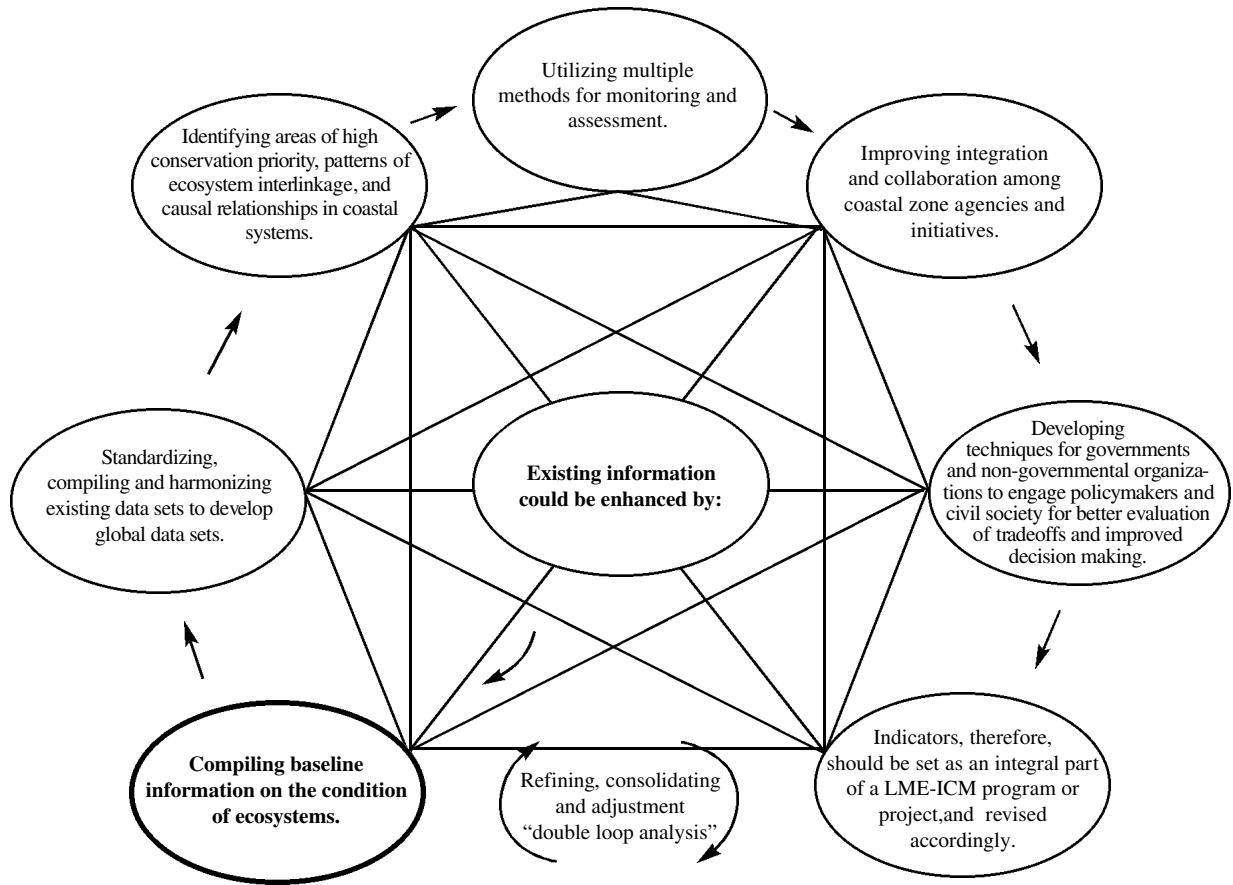 Utilizing multiple
methods for monitoring and
assessment.
Identifying areas of high
conservation priority, patterns of
ecosystem interlinkage, and
causal relationships in coastal
systems.
Improving integration
and collaboration among
coastal zone agencies and
initiatives.
Standardizing,
compiling and harmonizing
existing data sets to develop
global data sets.
Existing information
could be enhanced by:
Developing
techniques for governments
and non-governmental organiza-
tions to engage policymakers and
civil society for better evaluation
of tradeoffs and improved
decision making.
Compiling baseline
information on the condition
of ecosystems.
Refining, consolidating
and adjustment
“double loop analysis”
Indicators, therefore,
should be set as an integral part
of a LME-ICM program or
project,and revised
accordingly.